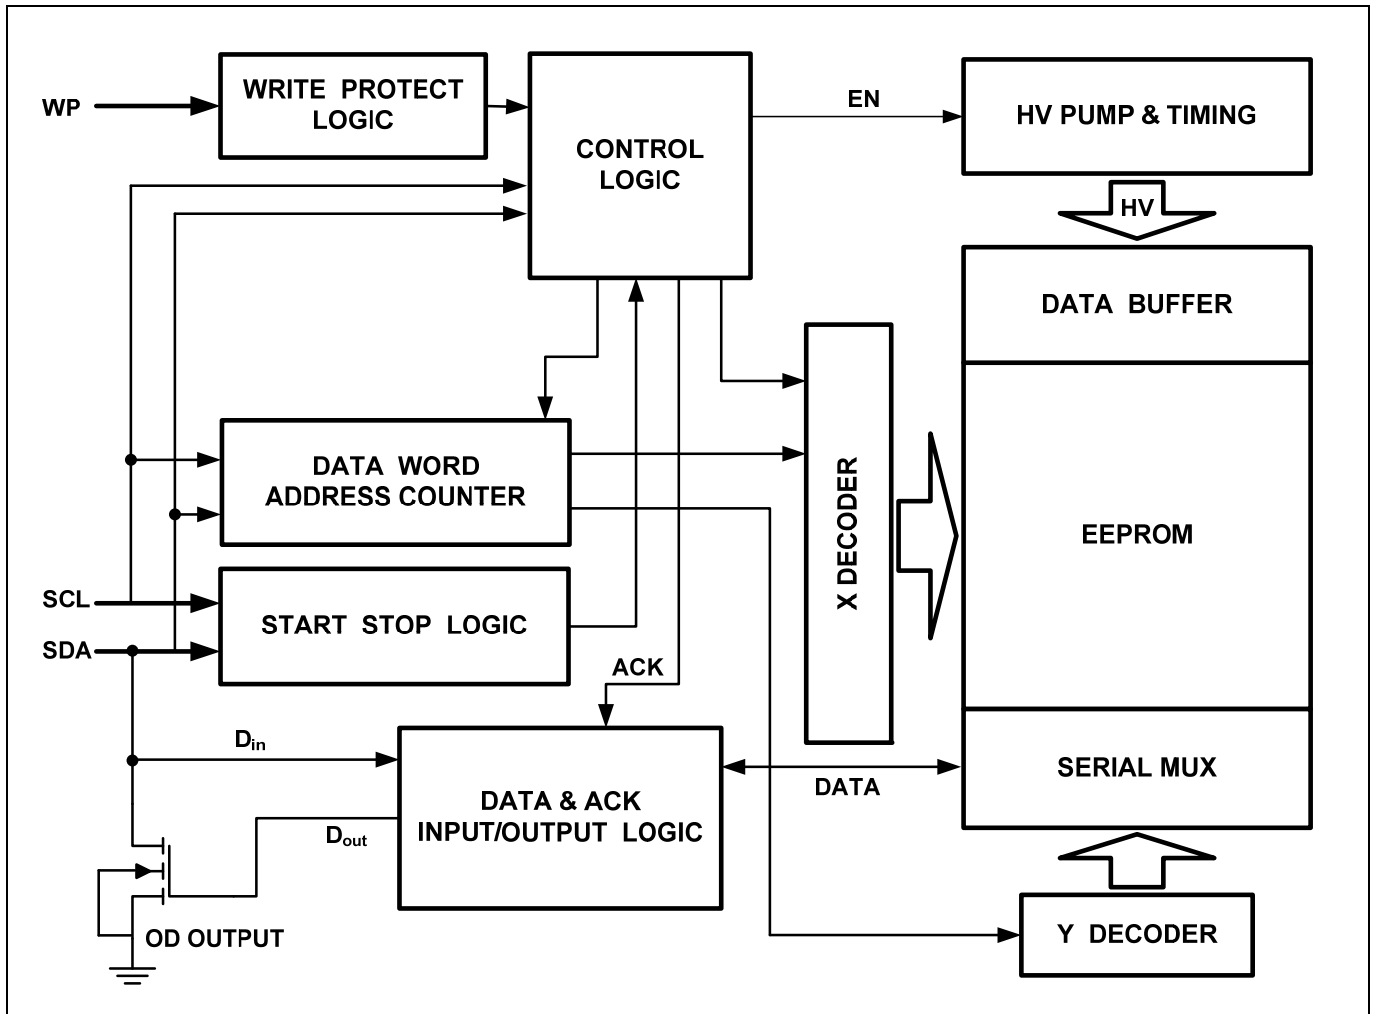 WP
WRITE PROTECT
LOGIC
CONTROL
LOGIC
EN
HV PUMP & TIMING
HV
DATA BUFFER
DATA WORD
ADDRESS COUNTER
X DECODER
EEPROM
SCL
SDA
START STOP LOGIC
ACK
Din
Dout
DATA & ACK
INPUT/OUTPUT LOGIC
DATA
SERIAL MUX
OD OUTPUT
Y DECODER